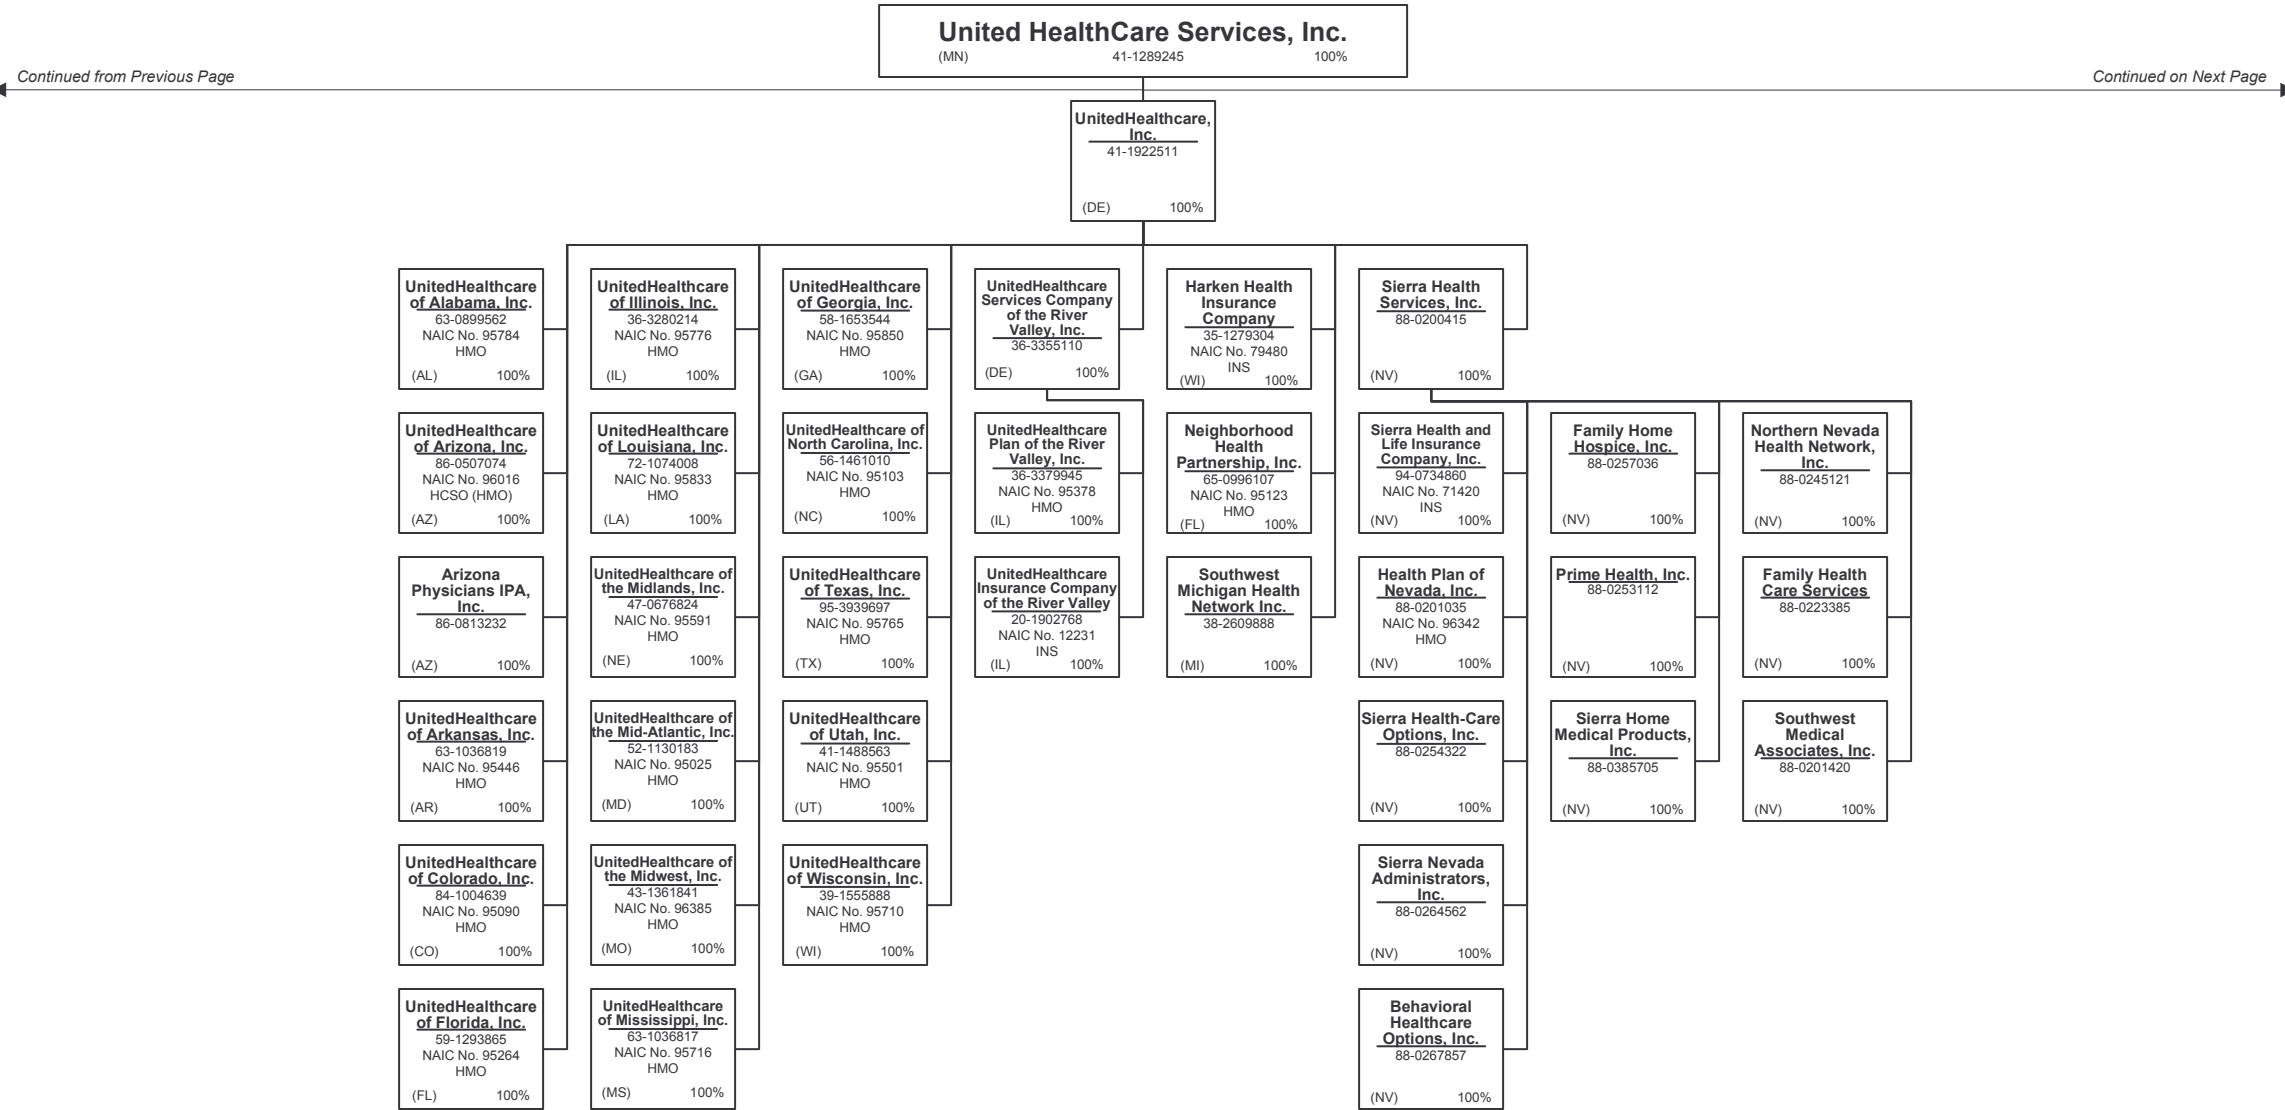 United HealthCare Services, Inc.
(MN) 41-1289245 100%
Continued from Previous Page
Continued on Next Page
UnitedHealthcare,
Inc.
41-1922511
(DE) 100%
UnitedHealthcare
of Alabama, Inc.
63-0899562
NAIC No. 95784
HMO
(AL) 100%
UnitedHealthcare
of Illinois, Inc.
36-3280214
NAIC No. 95776
HMO
(IL) 100%
UnitedHealthcare
of Georgia, Inc.
58-1653544
NAIC No. 95850
HMO
(GA) 100%
UnitedHealthcare
Services Company
of the River
Valley, Inc.
36-3355110
(DE) 100%
Harken Health
Insurance
Company
35-1279304
NAIC No. 79480
INS
(WI) 100%
Sierra Health
Services, Inc.
88-0200415
(NV) 100%
UnitedHealthcare
of Arizona, Inc.
86-0507074
NAIC No. 96016
HCSO (HMO)
(AZ) 100%
UnitedHealthcare
of Louisiana, Inc.
72-1074008
NAIC No. 95833
HMO
(LA) 100%
UnitedHealthcare of
North Carolina, Inc.
56-1461010
NAIC No. 95103
HMO
(NC) 100%
UnitedHealthcare
Plan of the River
Valley, Inc.
36-3379945
NAIC No. 95378
HMO
(IL) 100%
Neighborhood
Health
Partnership, Inc.
65-0996107
NAIC No. 95123
HMO
(FL) 100%
Sierra Health and
Life Insurance
Company, Inc.
94-0734860
NAIC No. 71420
INS
(NV) 100%
Family Home
Hospice, Inc.
88-0257036
(NV) 100%
Northern Nevada
Health Network,
Inc.
88-0245121
(NV) 100%
Arizona
Physicians IPA,
Inc.
86-0813232
(AZ) 100%
UnitedHealthcare of
the Midlands, Inc.
47-0676824
NAIC No. 95591
HMO
(NE) 100%
UnitedHealthcare
of Texas, Inc.
95-3939697
NAIC No. 95765
HMO
(TX) 100%
UnitedHealthcare
Insurance Company
of the River Valley
20-1902768
NAIC No. 12231
INS
(IL) 100%
Southwest
Michigan Health
Network Inc.
38-2609888
(MI) 100%
Health Plan of
Nevada, Inc.
88-0201035
NAIC No. 96342
HMO
(NV) 100%
Prime Health, Inc.
88-0253112
(NV) 100%
Family Health
Care Services
88-0223385
(NV) 100%
UnitedHealthcare
of Arkansas, Inc.
63-1036819
NAIC No. 95446
HMO
(AR) 100%
UnitedHealthcare of
the Mid-Atlantic, Inc.
52-1130183
NAIC No. 95025
HMO
(MD) 100%
UnitedHealthcare
of Utah, Inc.
41-1488563
NAIC No. 95501
HMO
(UT) 100%
Sierra Health-Care
Options, Inc.
88-0254322
(NV) 100%
Sierra Home
Medical Products,
Inc.
88-0385705
(NV) 100%
Southwest
Medical
Associates, Inc.
88-0201420
(NV) 100%
UnitedHealthcare
of Colorado, Inc.
84-1004639
NAIC No. 95090
HMO
(CO) 100%
UnitedHealthcare of
the Midwest, Inc.
43-1361841
NAIC No. 96385
HMO
(MO) 100%
UnitedHealthcare
of Wisconsin, Inc.
39-1555888
NAIC No. 95710
HMO
(WI) 100%
Sierra Nevada
Administrators,
Inc.
88-0264562
(NV) 100%
UnitedHealthcare
of Florida, Inc.
59-1293865
NAIC No. 95264
HMO
(FL) 100%
UnitedHealthcare
of Mississippi, Inc.
63-1036817
NAIC No. 95716
HMO
(MS) 100%
Behavioral
Healthcare
Options, Inc.
88-0267857
(NV) 100%